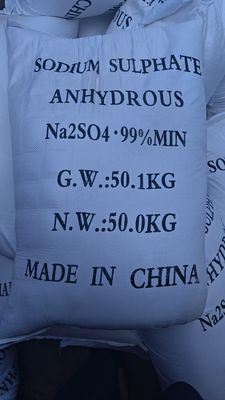 SODIUM SULPHATE
ANHYDROUS
Na2SO4·99%MIN
G.W.:50.1KG
N.W.:50.0KG
MADE IN CHINA